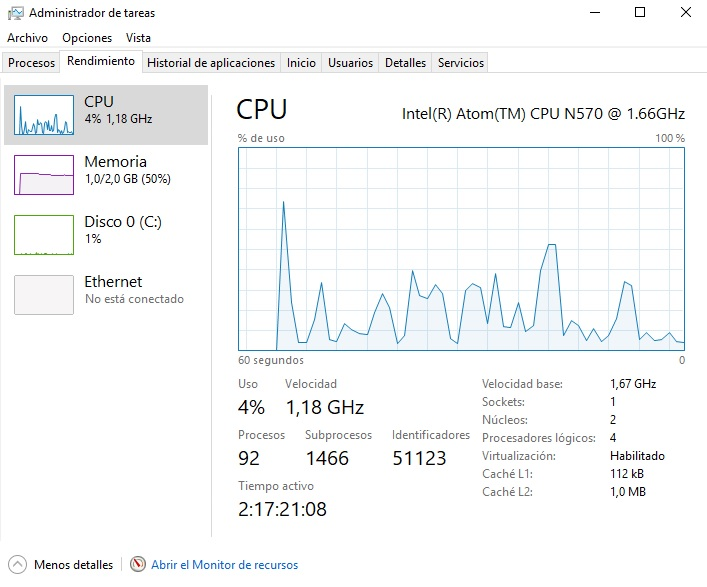 Administrador de tareas
Archivo Opciones Vista
Procesos Rendimiento Historial de aplicaciones Inicio Usuarios Detalles Servicios
CPU
4% 1,18 GHz
Memoria
1,0/2,0 GB (50%)
Disco 0 (C:)
1%
Ethernet
No está conectado
CPU Intel(R) Atom(TM) CPU N570 @ 1.66GHz
% de uso 100 %
60 segundos 0
Uso Velocidad
4% 1,18 GHz
Procesos Subprocesos Identificadores
92 1466 51123
Tiempo activo
2:17:21:08
Velocidad base: 1,67 GHz
Sockets: 1
Núcleos: 2
Procesadores lógicos: 4
Virtualización: Habilitado
Caché L1: 112 kB
Caché L2: 1,0 MB
Menos detalles Abrir el Monitor de recursos